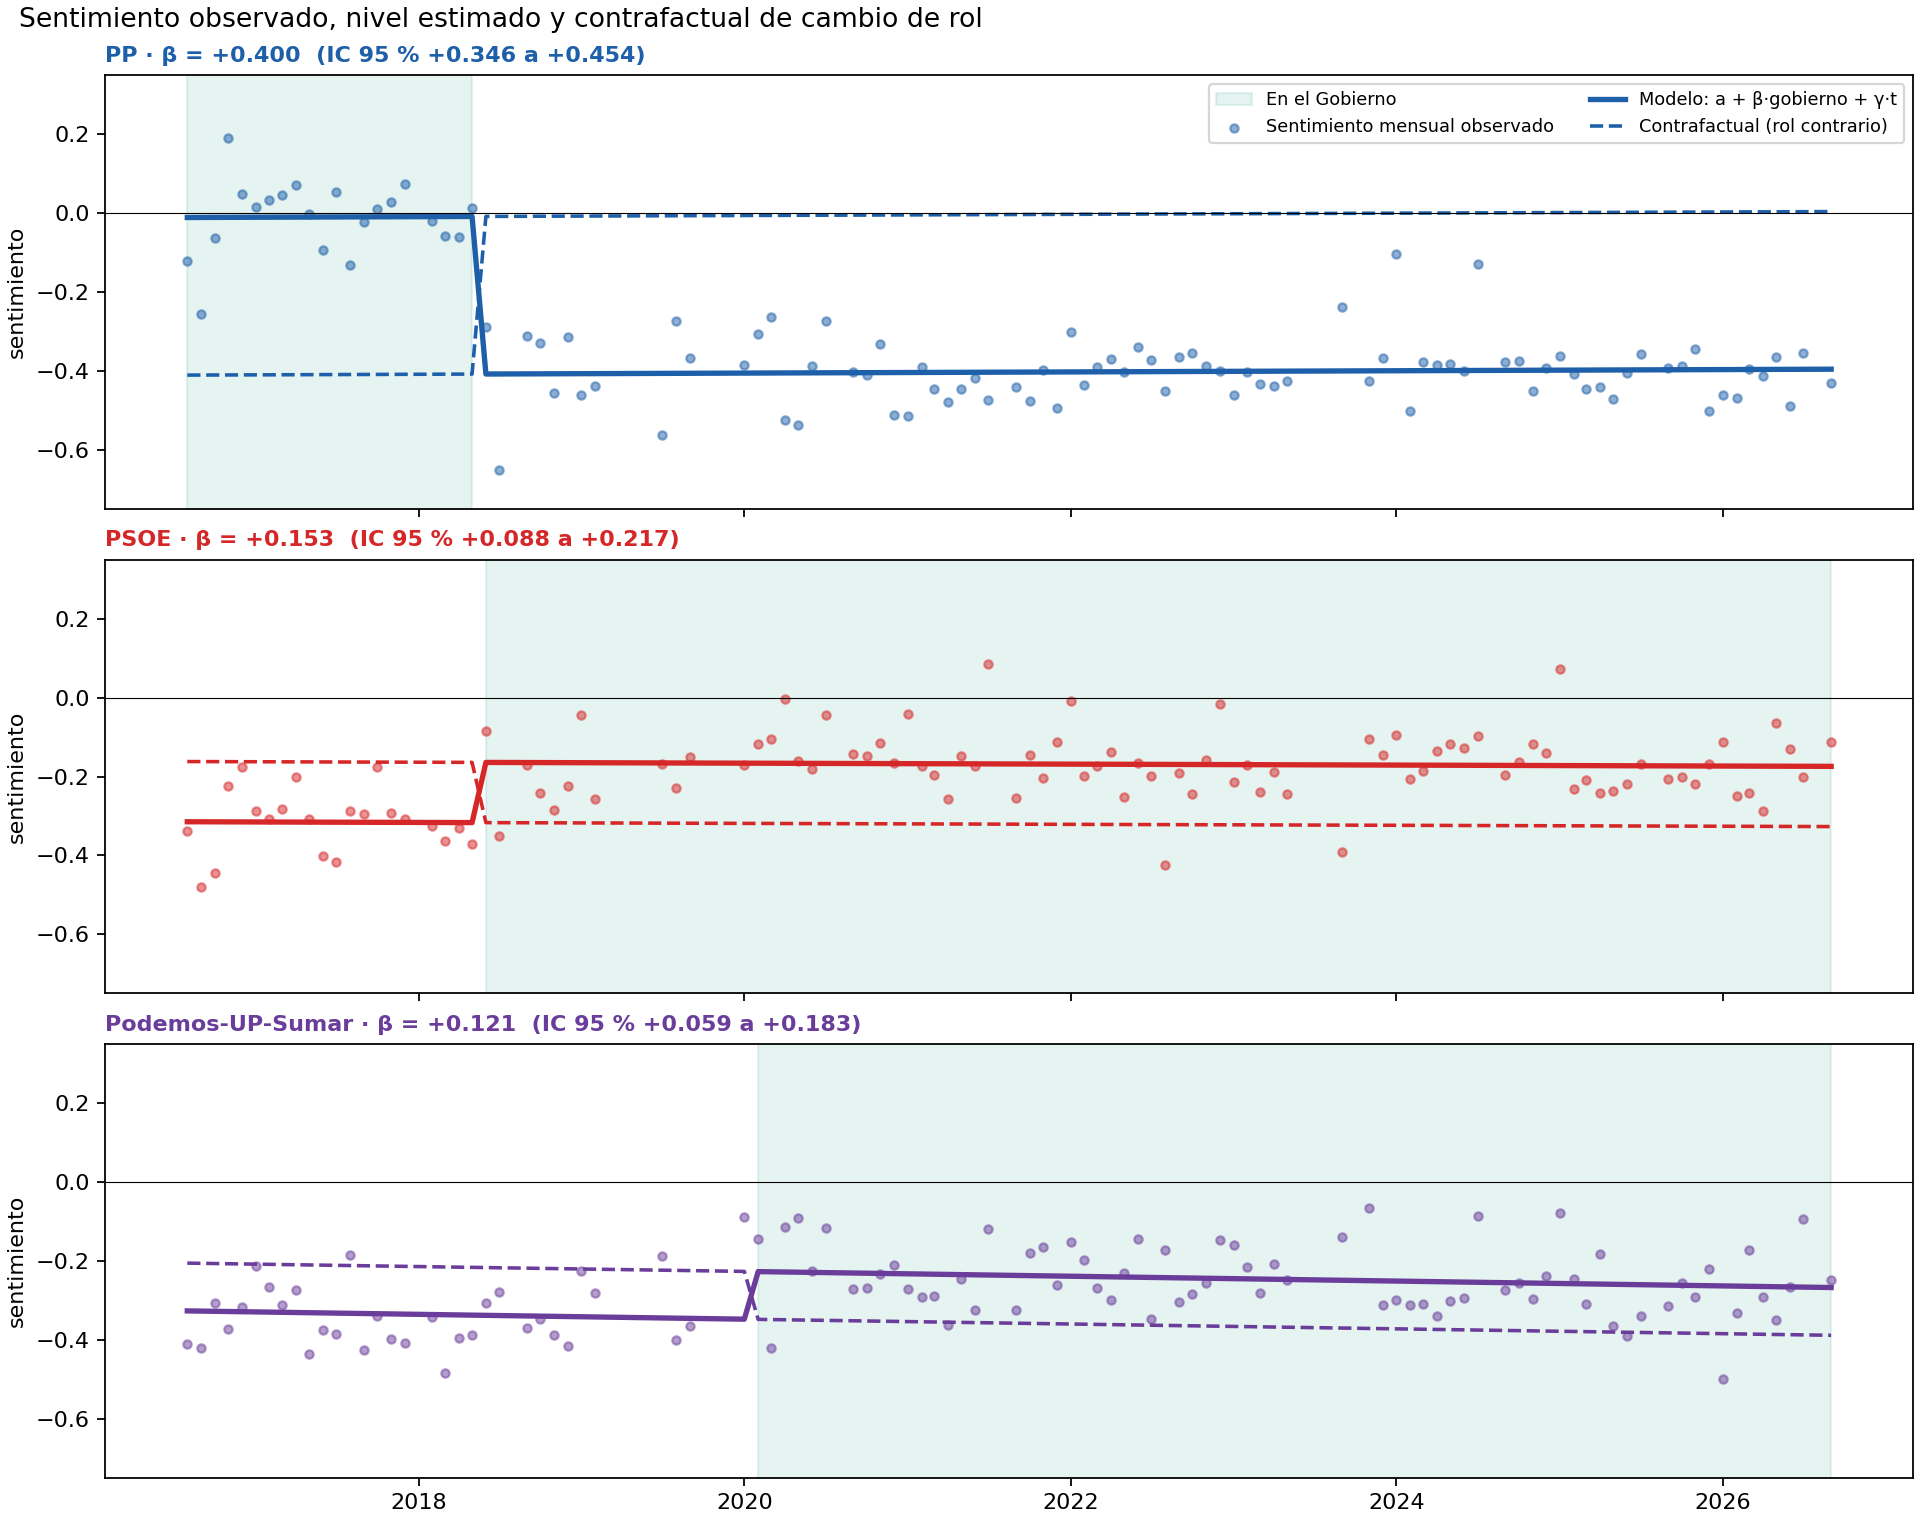 Sentimiento observado, nivel estimado y contrafactual de cambio de rol
PP · β = +0.400  (IC 95 % +0.346 a +0.454)
En el Gobierno
Sentimiento mensual observado
Modelo: a + β·gobierno + γ·t
Contrafactual (rol contrario)
0.2
0.0
−0.2
−0.4
−0.6
sentimiento
PSOE · β = +0.153  (IC 95 % +0.088 a +0.217)
0.2
0.0
−0.2
−0.4
−0.6
sentimiento
Podemos-UP-Sumar · β = +0.121  (IC 95 % +0.059 a +0.183)
0.2
0.0
−0.2
−0.4
−0.6
sentimiento
2018 2020 2022 2024 2026